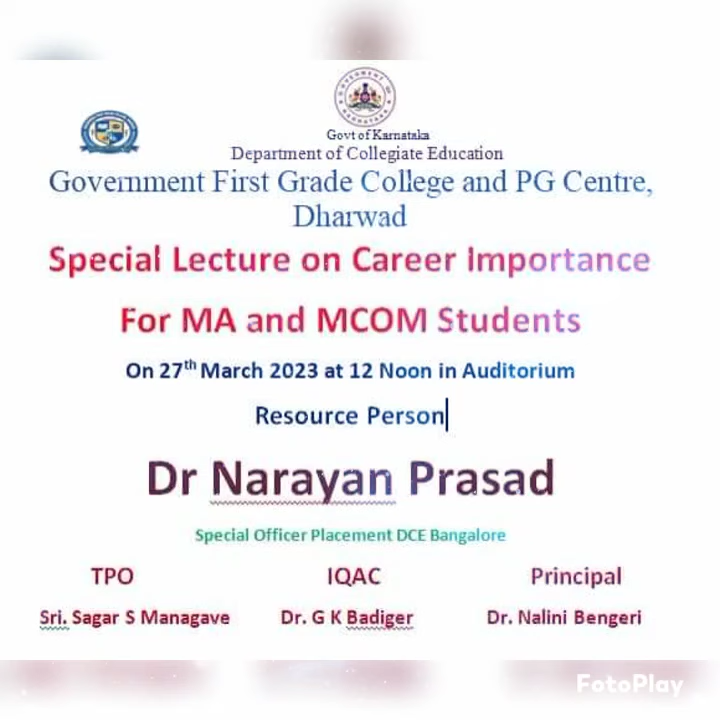 Govt of Karnataka
Department of Collegiate Education
Government First Grade College and PG Centre,
Dharwad
Special Lecture on Career Importance
For MA and MCOM Students
On 27th March 2023 at 12 Noon in Auditorium
Resource Person
Dr Narayan Prasad
Special Officer Placement DCE Bangalore
TPO IQAC Principal
Sri. Sagar S Managave Dr. G K Badiger Dr. Nalini Bengeri
FotoPlay